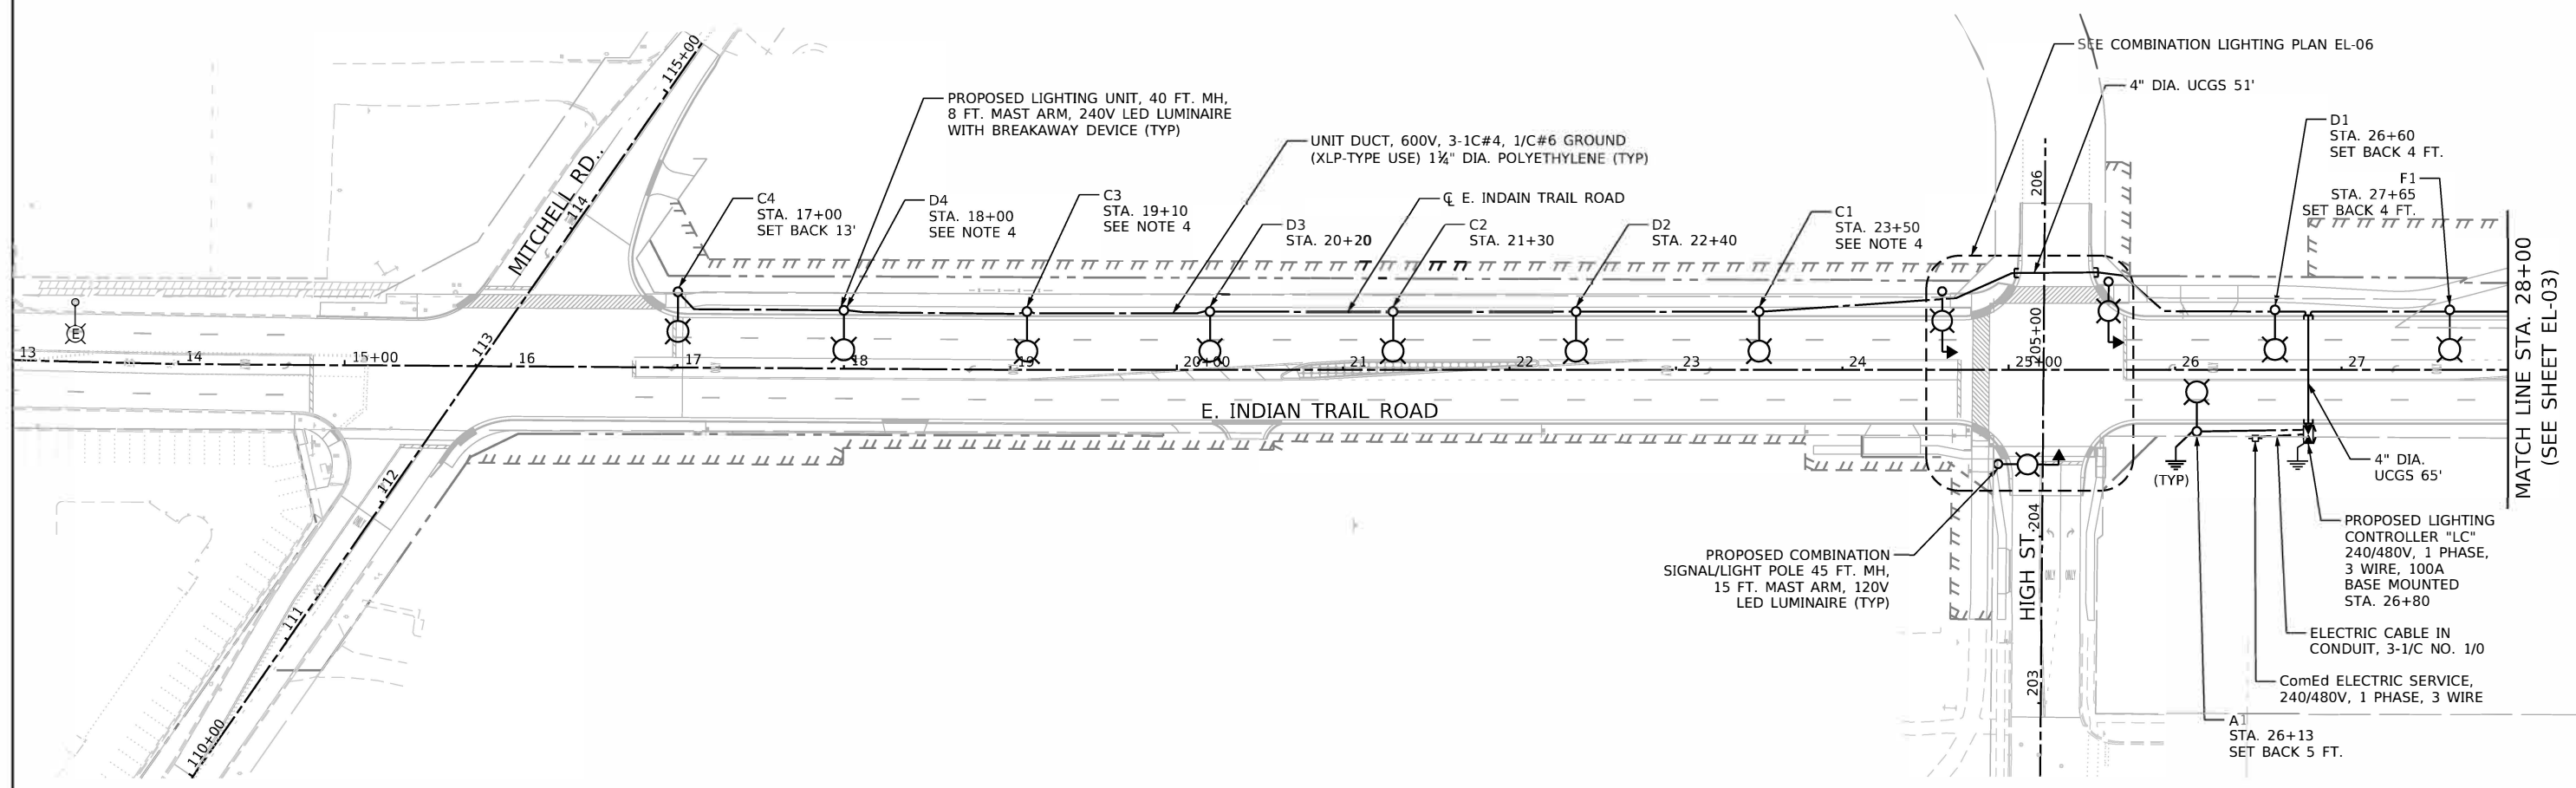 SEE COMBINATION LIGHTING PLAN EL-06
4" DIA. UCGS 51'
PROPOSED LIGHTING UNIT, 40 FT. MH,
8 FT. MAST ARM, 240V LED LUMINAIRE
WITH BREAKAWAY DEVICE (TYP)
UNIT DUCT, 600V, 3-1C#4, 1/C#6 GROUND
(XLP-TYPE USE) 1¼" DIA. POLYETHYLENE (TYP)
D1
STA. 26+60
SET BACK 4 FT.
F1
STA. 27+65
SET BACK 4 FT.
C4
STA. 17+00
SET BACK 13'
D4
STA. 18+00
SEE NOTE 4
C3
STA. 19+10
SEE NOTE 4
℄ E. INDAIN TRAIL ROAD
D3
STA. 20+20
C2
STA. 21+30
D2
STA. 22+40
C1
STA. 23+50
SEE NOTE 4
115+00
MITCHELL RD..
114
113
112
111
110+00
E
13
14
15+00
16
17
18
19
20+00
21
22
23
24
25+00
26
27
206
205+00
204
203
E. INDIAN TRAIL ROAD
HIGH ST.
ONLY
ONLY
MATCH LINE STA. 28+00
(SEE SHEET EL-03)
(TYP)
4" DIA.
UCGS 65'
PROPOSED COMBINATION
SIGNAL/LIGHT POLE 45 FT. MH,
15 FT. MAST ARM, 120V
LED LUMINAIRE (TYP)
PROPOSED LIGHTING
CONTROLLER "LC"
240/480V, 1 PHASE,
3 WIRE, 100A
BASE MOUNTED
STA. 26+80
ELECTRIC CABLE IN
CONDUIT, 3-1/C NO. 1/0
ComEd ELECTRIC SERVICE,
240/480V, 1 PHASE, 3 WIRE
A1
STA. 26+13
SET BACK 5 FT.